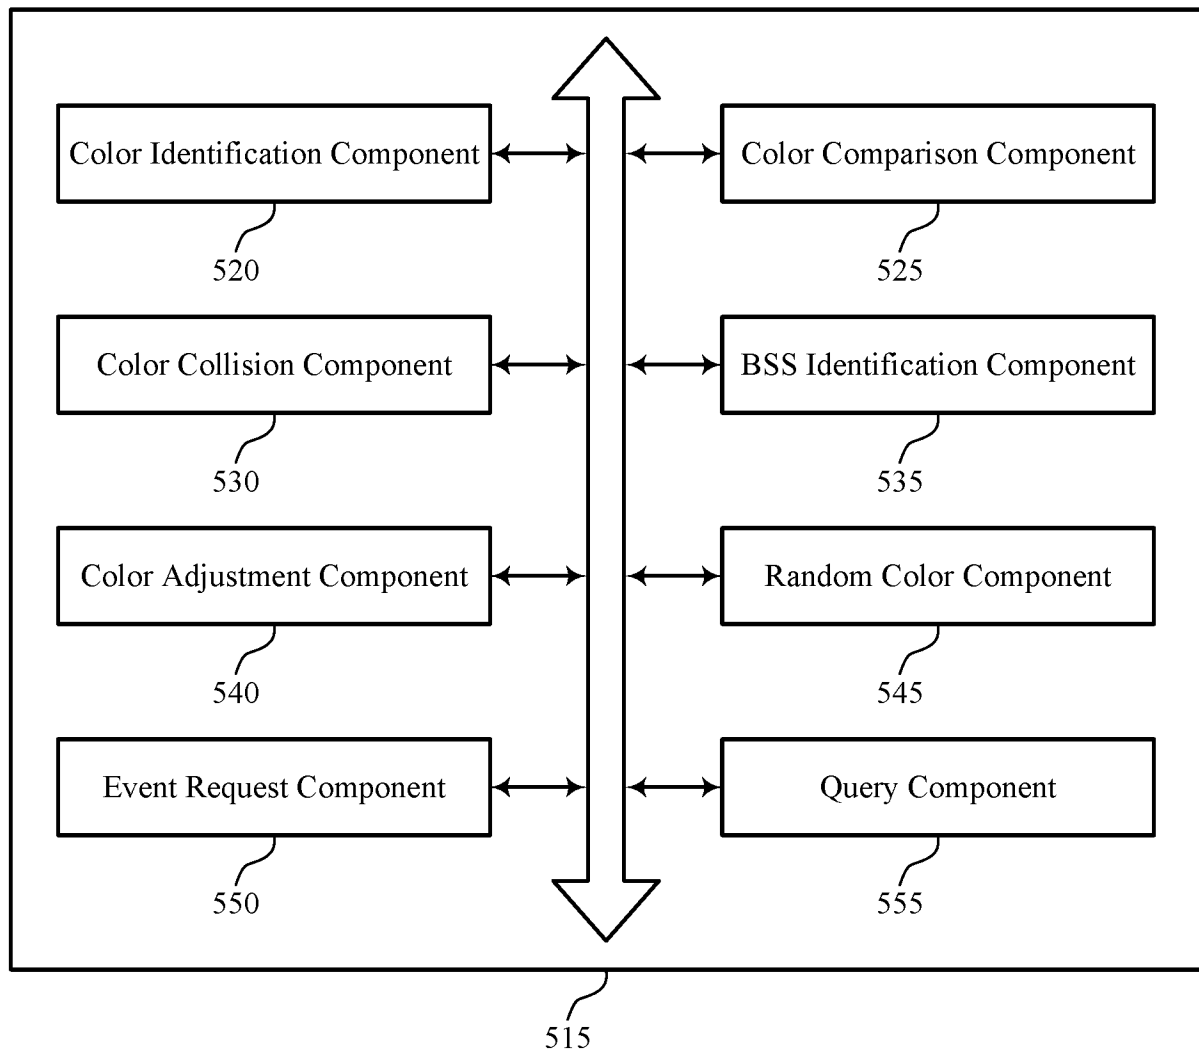 Color Identification Component
520
Color Comparison Component
525
Color Collision Component
530
BSS Identification Component
535
Color Adjustment Component
540
Random Color Component
545
Event Request Component
550
Query Component
555
515